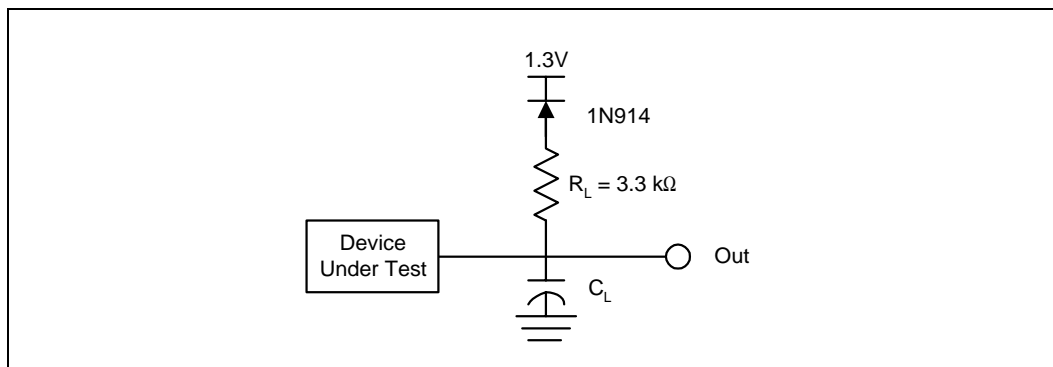 1.3V
1N914
R_L = 3.3 kΩ
Device
Under Test
Out
C_L